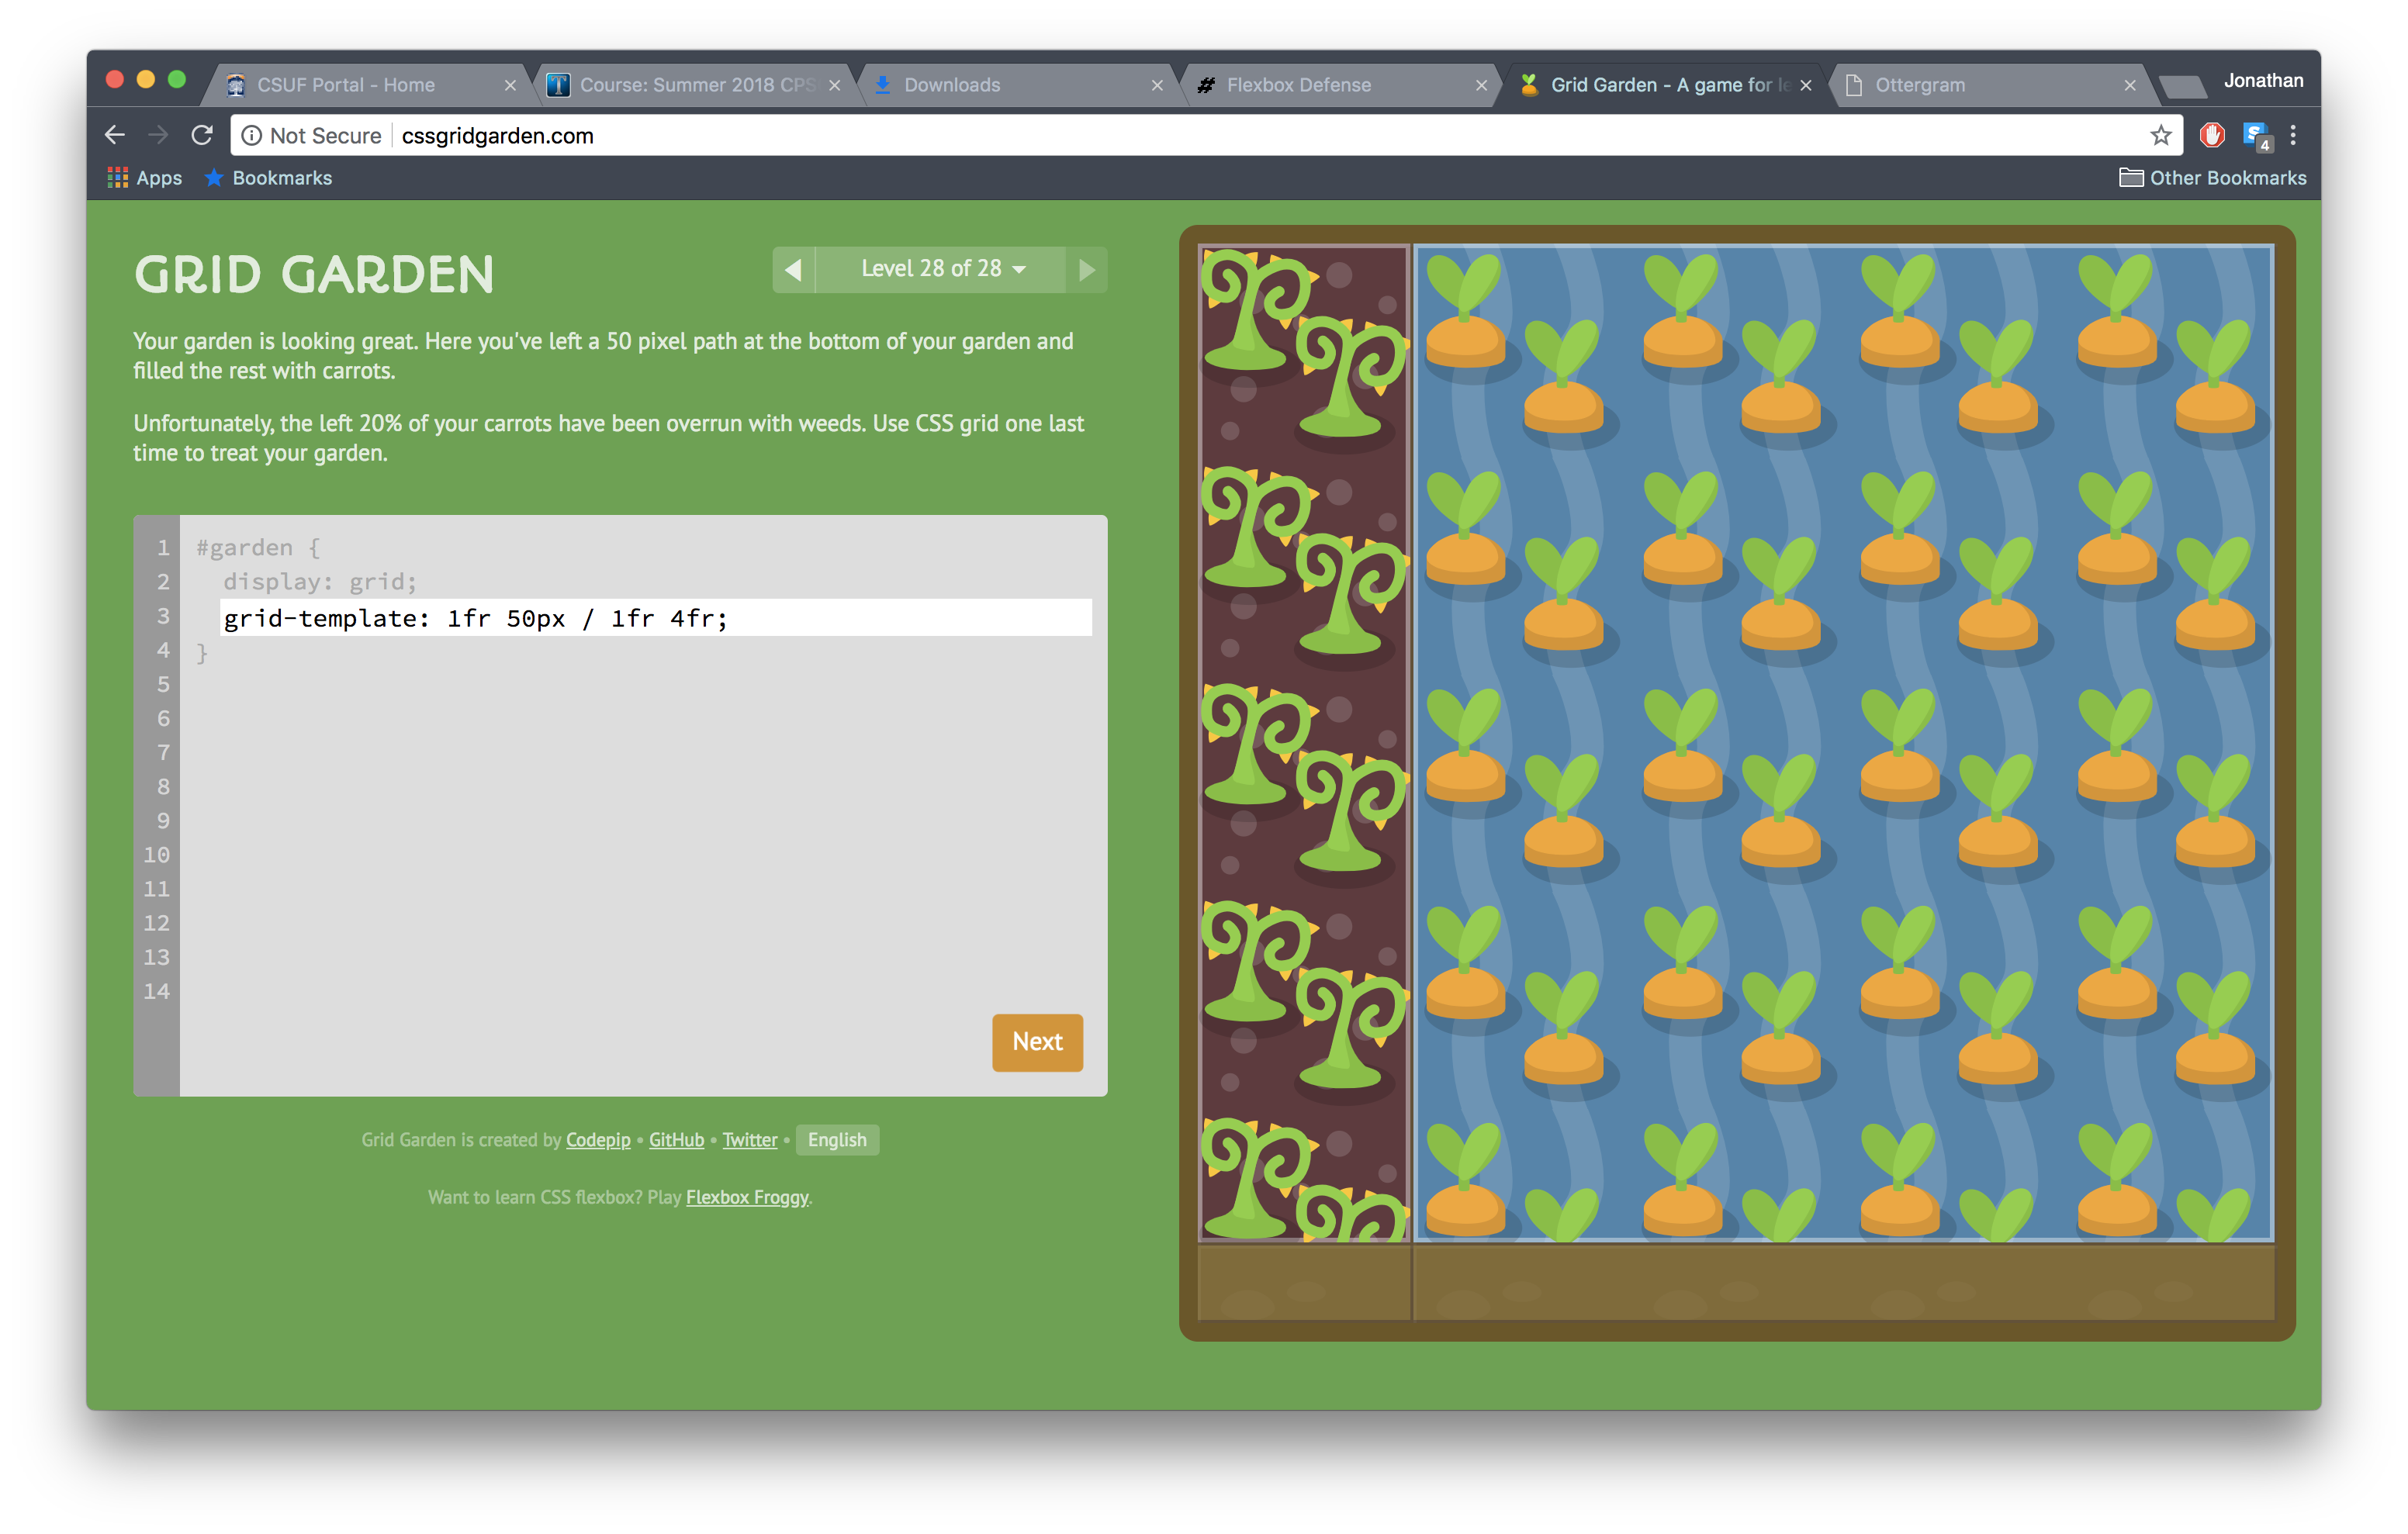 CSUF Portal - Home
Course: Summer 2018 CPS
Downloads
# Flexbox Defense
Grid Garden - A game for le
Ottergram
Jonathan
Not Secure
cssgridgarden.com
S
4
Apps
Bookmarks
Other Bookmarks
GRID GARDEN
Level 28 of 28
Your garden is looking great. Here you've left a 50 pixel path at the bottom of your garden and
filled the rest with carrots.
Unfortunately, the left 20% of your carrots have been overrun with weeds. Use CSS grid one last
time to treat your garden.
1 #garden {
2 display: grid;
3 grid-template: 1fr 50px / 1fr 4fr;
4 }
5
6
7
8
9
10
11
12
13
14
Next
Grid Garden is created by Codepip • GitHub • Twitter • English
Want to learn CSS flexbox? Play Flexbox Froggy.